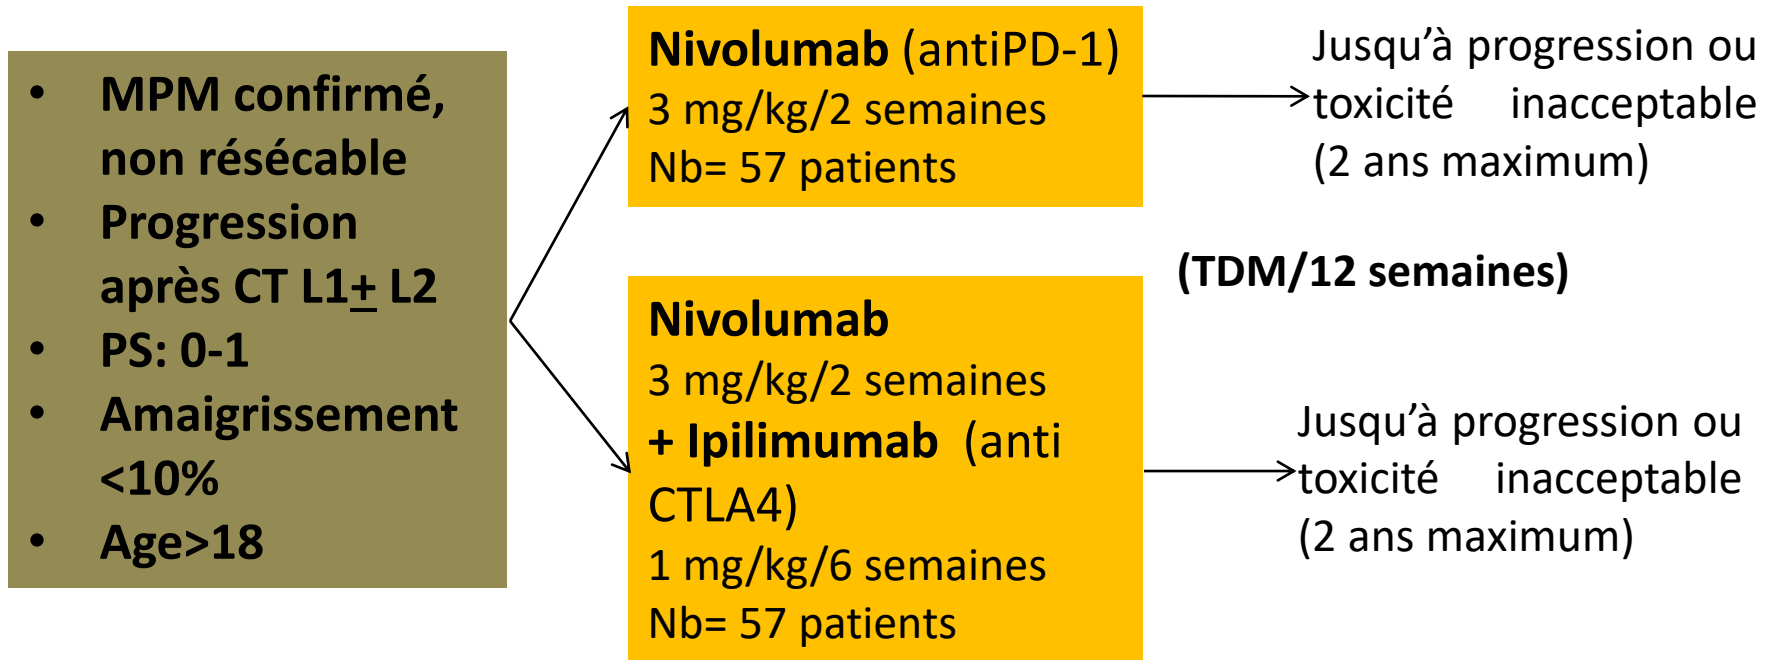 • MPM confirmé,
non résécable
• Progression
après CT L1+ L2
• PS: 0-1
• Amaigrissement
<10%
• Age>18
Nivolumab (antiPD-1)
3 mg/kg/2 semaines
Nb= 57 patients
Jusqu’à progression ou
toxicité inacceptable
(2 ans maximum)
(TDM/12 semaines)
Nivolumab
3 mg/kg/2 semaines
+ Ipilimumab (anti
CTLA4)
1 mg/kg/6 semaines
Nb= 57 patients
Jusqu’à progression ou
toxicité inacceptable
(2 ans maximum)